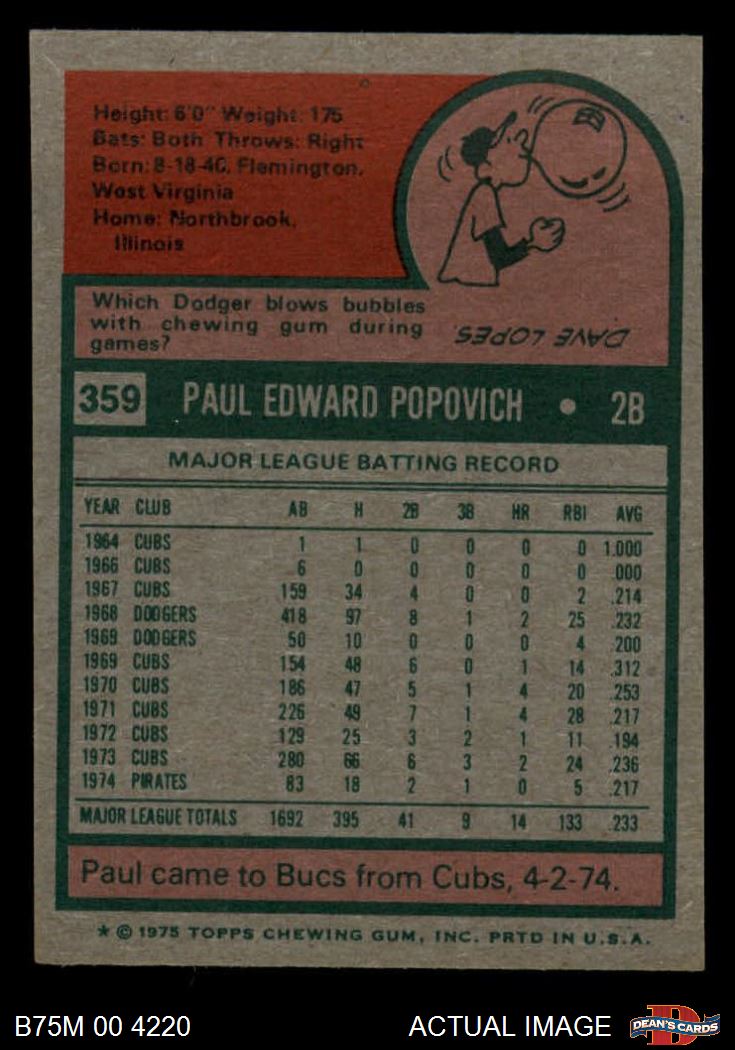 Height: 6'0" Weight: 175
Bats: Both Throws: Right
Born: 8-18-40, Flemington,
West Virginia
Home: Northbrook,
Illinois
Which Dodger blows bubbles
with chewing gum during
games?
DAVE LOPES.
359 PAUL EDWARD POPOVICH • 2B
MAJOR LEAGUE BATTING RECORD
YEAR CLUB AB H 2B 3B HR RBI AVG
1964 CUBS 1 1 0 0 0 0 1.000
1966 CUBS 6 0 0 0 0 0 .000
1967 CUBS 159 34 4 0 0 2 .214
1968 DODGERS 418 97 8 1 2 25 .232
1969 DODGERS 50 10 0 0 0 4 .200
1969 CUBS 154 48 6 0 1 14 .312
1970 CUBS 186 47 5 1 4 20 .253
1971 CUBS 226 49 7 1 4 28 .217
1972 CUBS 129 25 3 2 1 11 .194
1973 CUBS 280 66 6 3 2 24 .236
1974 PIRATES 83 18 2 1 0 5 .217
MAJOR LEAGUE TOTALS 1692 395 41 9 14 133 .233
Paul came to Bucs from Cubs, 4-2-74.
* © 1975 TOPPS CHEWING GUM, INC. PRTD IN U.S.A.
B75M 00 4220 ACTUAL IMAGE D DEAN'S CARDS